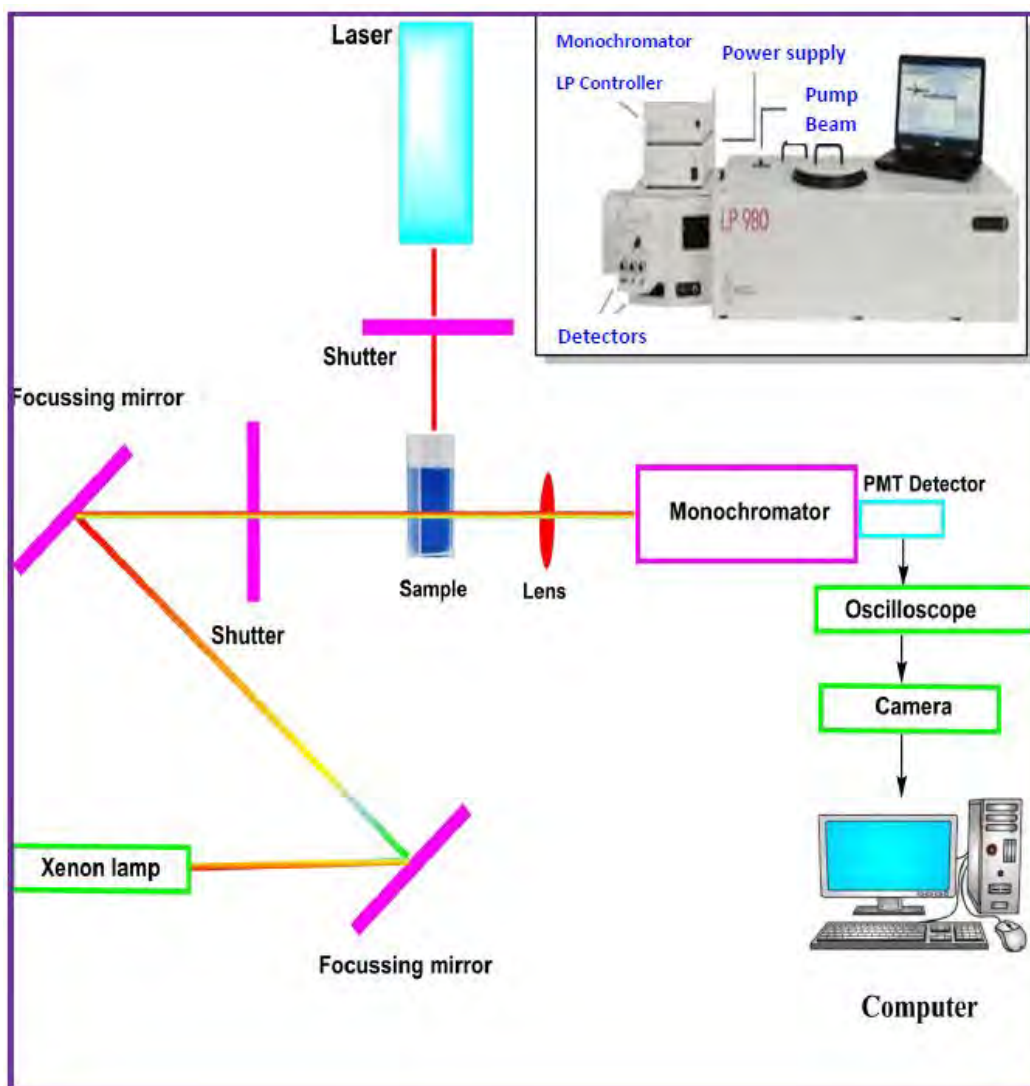 Laser
Monochromator
Power supply
LP Controller
Pump
Beam
LP 980
Detectors
Shutter
Focussing mirror
PMT Detector
Monochromator
Sample
Lens
Shutter
Oscilloscope
Camera
Xenon lamp
Focussing mirror
Computer